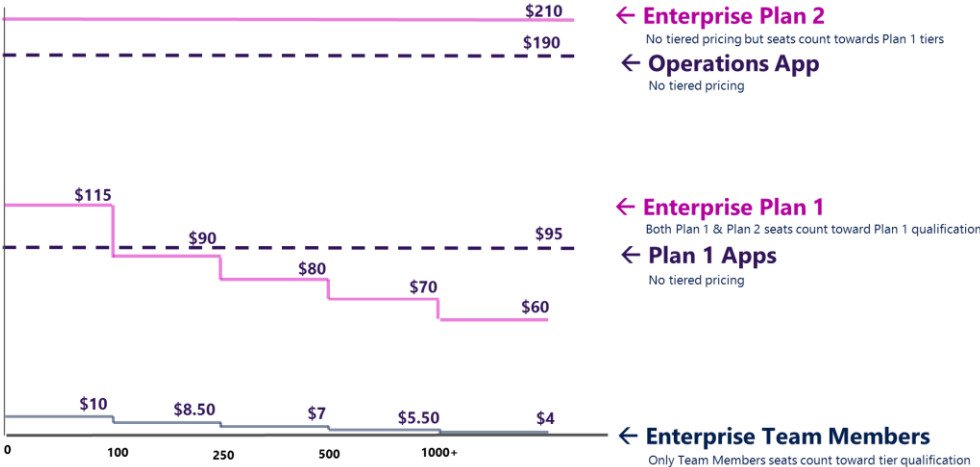 $210
← Enterprise Plan 2
No tiered pricing but seats count towards Plan 1 tiers
$190
← Operations App
No tiered pricing
$115
← Enterprise Plan 1
Both Plan 1 & Plan 2 seats count toward Plan 1 qualification
$90
$95
← Plan 1 Apps
No tiered pricing
$80
$70
$60
$10
$8.50
$7
$5.50
$4
← Enterprise Team Members
Only Team Members seats count toward tier qualification
0
100
250
500
1000+